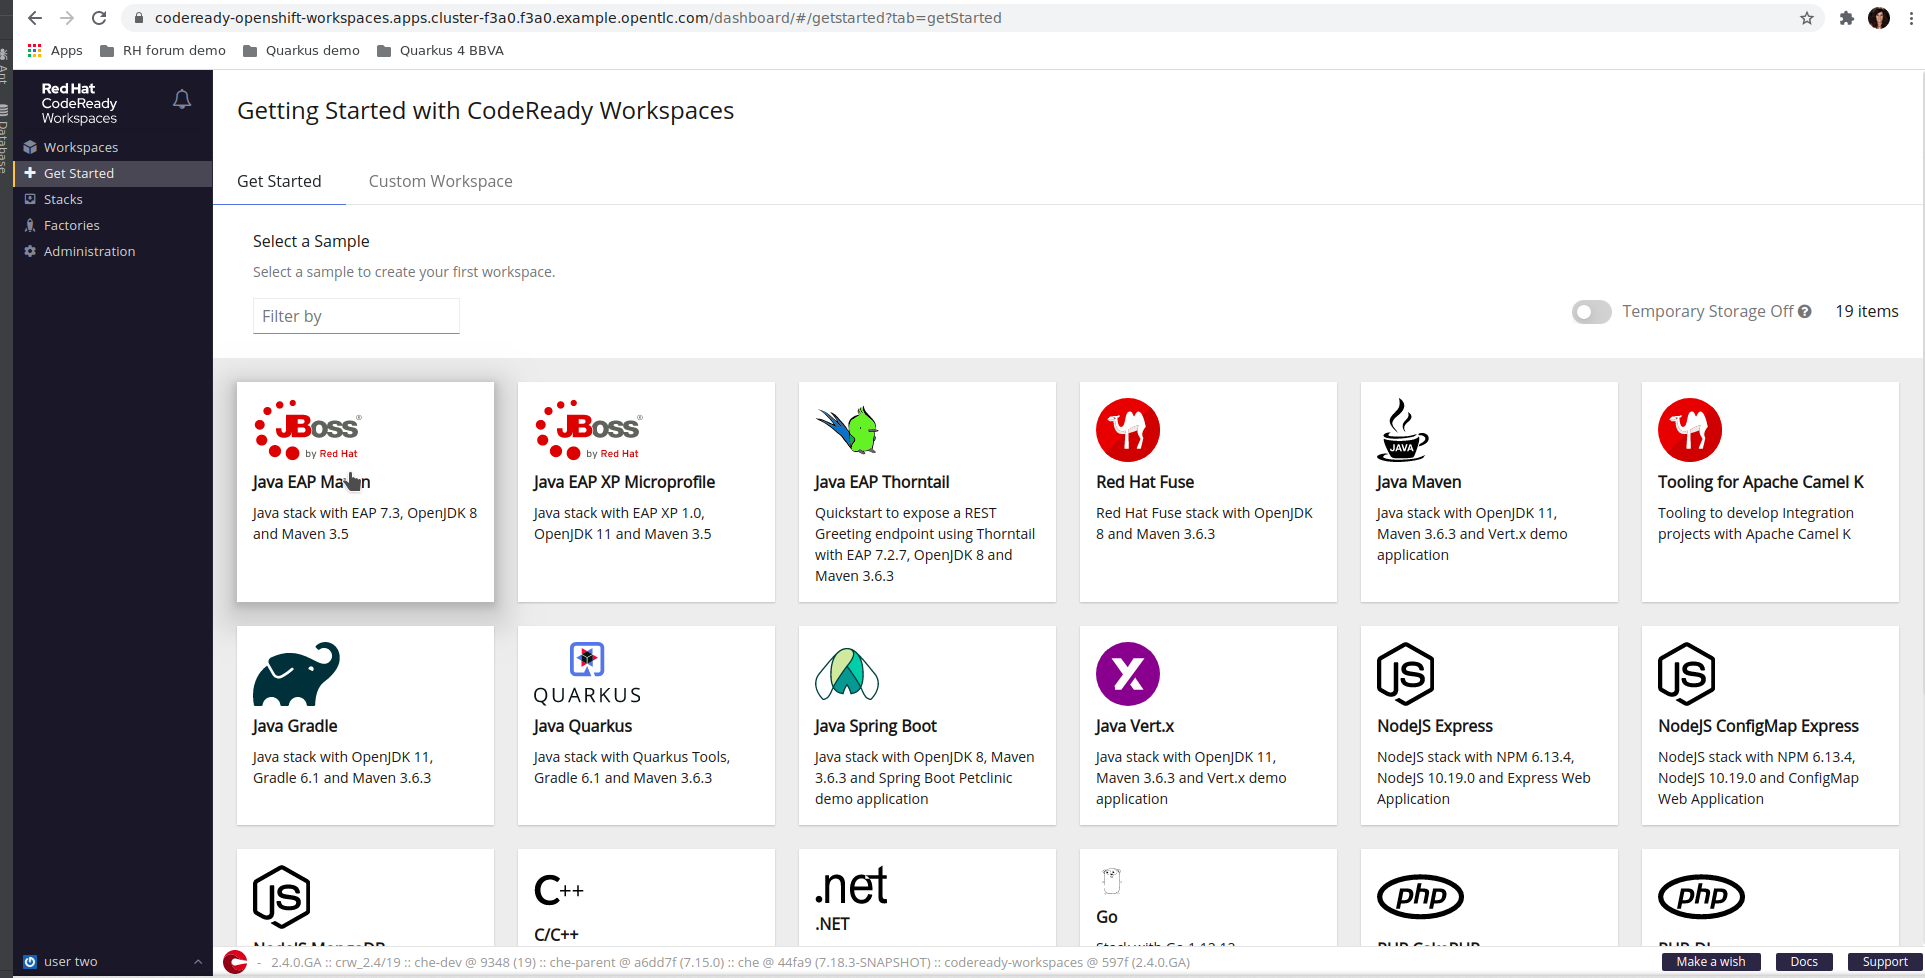 codeready-openshift-workspaces.apps.cluster-f3a0.f3a0.example.opentlc.com/dashboard/#/getstarted?tab=getStarted
Apps RH forum demo Quarkus demo Quarkus 4 BBVA
Ant
Database
Red Hat
CodeReady
Workspaces
Workspaces
Get Started
Stacks
Factories
Administration
Getting Started with CodeReady Workspaces
Get Started Custom Workspace
Select a Sample
Select a sample to create your first workspace.
Filter by
Temporary Storage Off 19 items
JBoss
by Red Hat
Java EAP Maven
Java stack with EAP 7.3, OpenJDK 8
and Maven 3.5
JBoss
by Red Hat
Java EAP XP Microprofile
Java stack with EAP XP 1.0,
OpenJDK 11 and Maven 3.5
Java EAP Thorntail
Quickstart to expose a REST
Greeting endpoint using Thorntail
with EAP 7.2.7, OpenJDK 8 and
Maven 3.6.3
Red Hat Fuse
Red Hat Fuse stack with OpenJDK
8 and Maven 3.6.3
JAVA
Java Maven
Java stack with OpenJDK 11,
Maven 3.6.3 and Vert.x demo
application
Tooling for Apache Camel K
Tooling to develop Integration
projects with Apache Camel K
Java Gradle
Java stack with OpenJDK 11,
Gradle 6.1 and Maven 3.6.3
QUARKUS
Java Quarkus
Java stack with Quarkus Tools,
Gradle 6.1 and Maven 3.6.3
Java Spring Boot
Java stack with OpenJDK 8, Maven
3.6.3 and Spring Boot Petclinic
demo application
X
Java Vert.x
Java stack with OpenJDK 11,
Maven 3.6.3 and Vert.x demo
application
JS
NodeJS Express
NodeJS stack with NPM 6.13.4,
NodeJS 10.19.0 and Express Web
Application
JS
NodeJS ConfigMap Express
NodeJS stack with NPM 6.13.4,
NodeJS 10.19.0 and ConfigMap
Web Application
JS
NodeJS MongoDB
C++
C/C++
.net
.NET
Go
Stack with Go 1.12.12
php
PHP CakePHP
php
PHP-DI
user two
- 2.4.0.GA :: crw_2.4/19 :: che-dev @ 9348 (19) :: che-parent @ a6dd7f (7.15.0) :: che @ 44fa9 (7.18.3-SNAPSHOT) :: codeready-workspaces @ 597f (2.4.0.GA)
Make a wish Docs Support